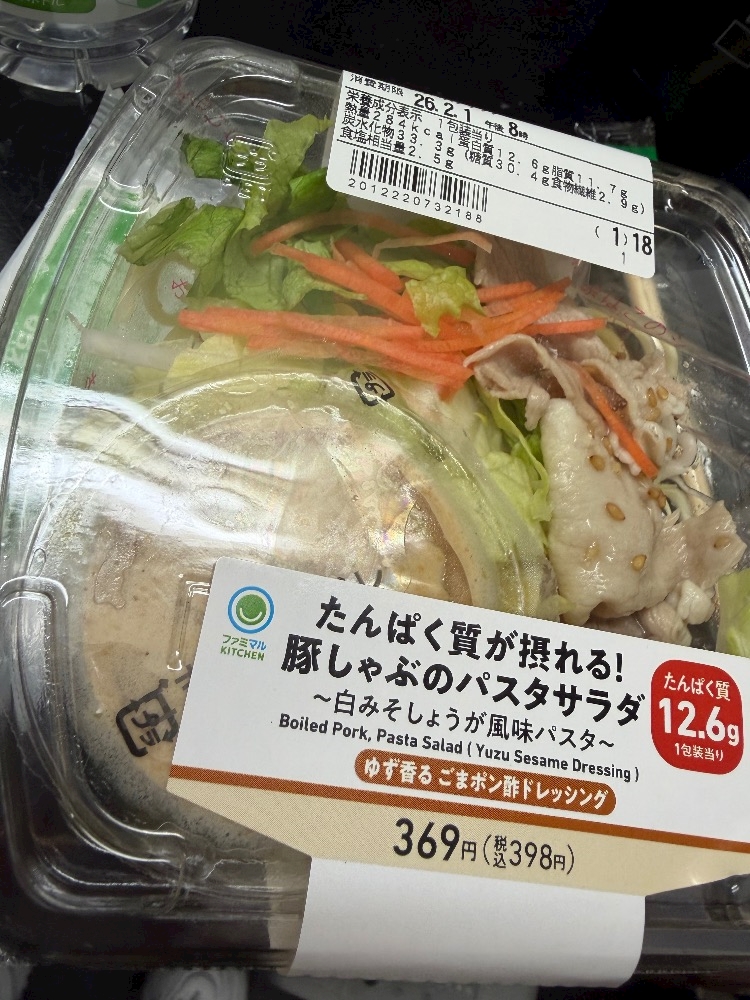 消費期限 26.2.1 午後8時
栄養成分表示 1包装当り
熱量284kcal(蛋白質12.6g脂質11.7g
炭水化物33.3g(糖質30.4g食物繊維2.9g)
食塩相当量2.5g
2012220732188
(1)18
1
ファミマル
KITCHEN
たんぱく質が摂れる!
豚しゃぶのパスタサラダ
~白みそしょうが風味パスタ~
Boiled Pork, Pasta Salad ( Yuzu Sesame Dressing )
ゆず香る ごまポン酢ドレッシング
たんぱく質
12.6g
1包装当り
369円(税込398円)